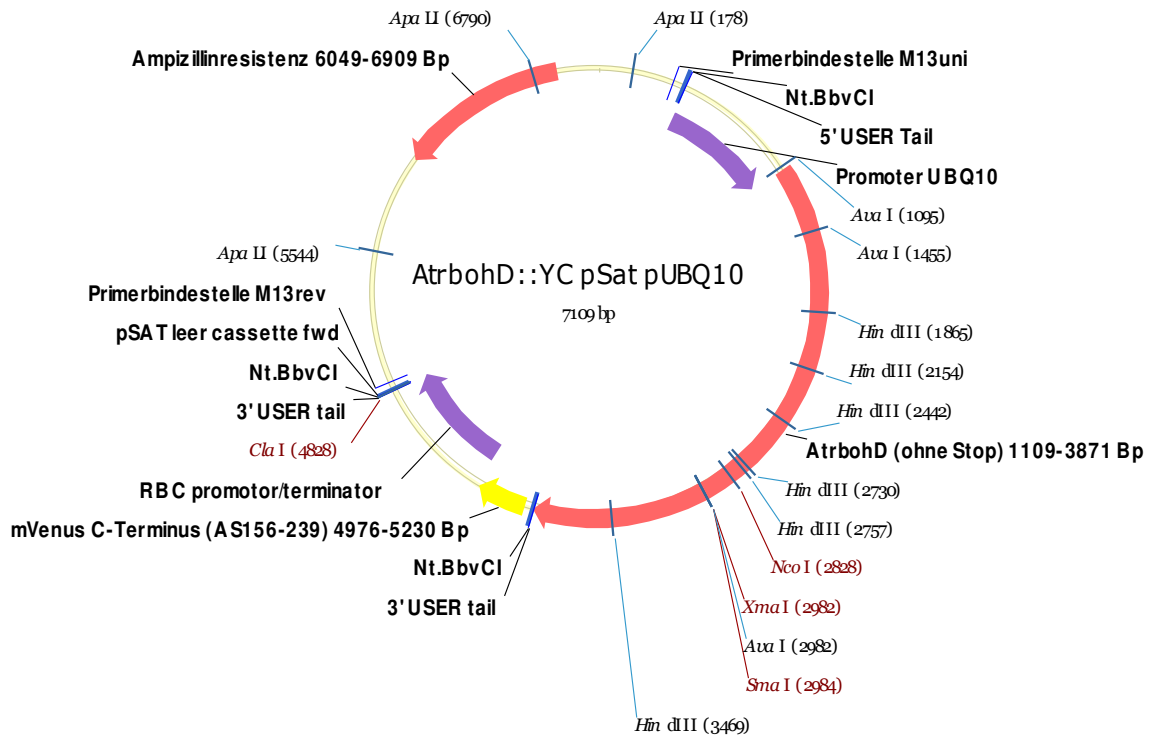 Apa LI (6790)
Apa LI (178)
Ampizillinresistenz 6049-6909 Bp
Primerbindestelle M13uni
Nt.BbvCI
5' USER Tail
Promoter UBQ10
Ava I (1095)
Ava I (1455)
Apa LI (5544)
AtrbohD::YC pSat pUBQ10
7109 bp
Primerbindestelle M13rev
pSAT leer cassette fwd
Nt.BbvCI
3' USER tail
Cla I (4828)
Hin dIII (1865)
Hin dIII (2154)
Hin dIII (2442)
AtrbohD (ohne Stop) 1109-3871 Bp
RBC promotor/terminator
Hin dIII (2730)
mVenus C-Terminus (AS156-239) 4976-5230 Bp
Hin dIII (2757)
Nt.BbvCI
Nco I (2828)
3' USER tail
Xma I (2982)
Ava I (2982)
Sma I (2984)
Hin dIII (3469)